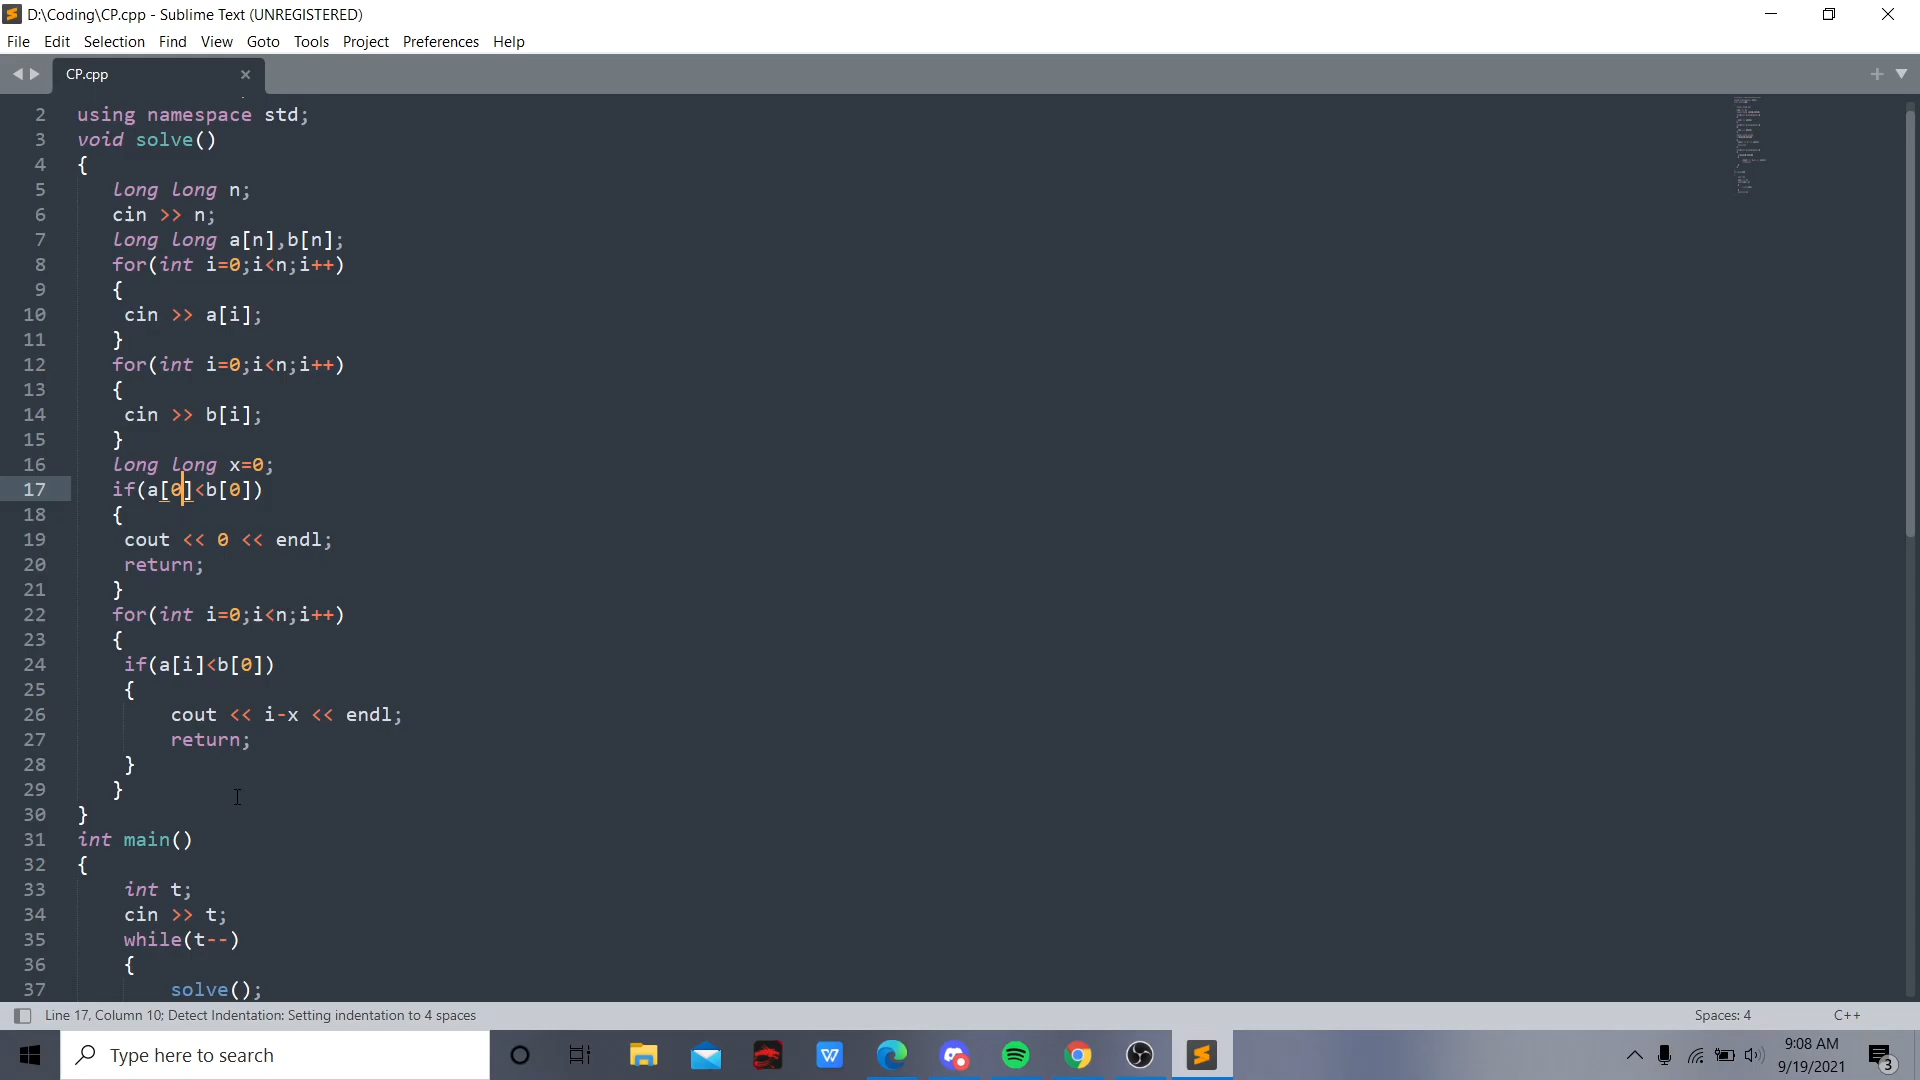 D:\Coding\CP.cpp - Sublime Text (UNREGISTERED)
File Edit Selection Find View Goto Tools Project Preferences Help
CP.cpp
2 using namespace std;
3 void solve()
4 {
5 long long n;
6 cin >> n;
7 long long a[n],b[n];
8 for(int i=0;i<n;i++)
9 {
10 cin >> a[i];
11 }
12 for(int i=0;i<n;i++)
13 {
14 cin >> b[i];
15 }
16 long long x=0;
17 if(a[0]<b[0])
18 {
19 cout << 0 << endl;
20 return;
21 }
22 for(int i=0;i<n;i++)
23 {
24 if(a[i]<b[0])
25 {
26 cout << i-x << endl;
27 return;
28 }
29 }
30 }
31 int main()
32 {
33 int t;
34 cin >> t;
35 while(t--)
36 {
37 solve();
Line 17, Column 10; Detect Indentation: Setting indentation to 4 spaces Spaces: 4 C++
Type here to search
9:08 AM
9/19/2021
3